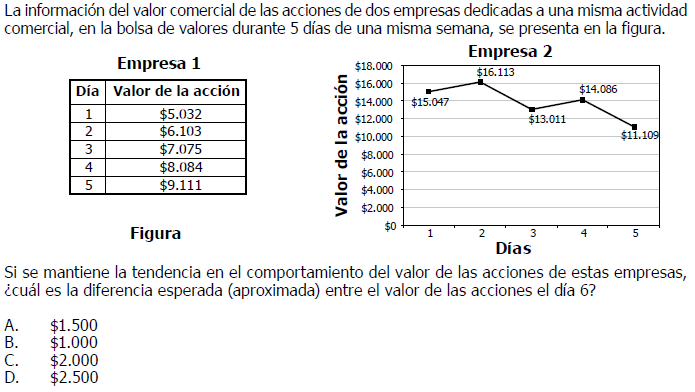 La información del valor comercial de las acciones de dos empresas dedicadas a una misma actividad
comercial, en la bolsa de valores durante 5 días de una misma semana, se presenta en la figura.
Empresa 1
Día Valor de la acción
1 $5.032
2 $6.103
3 $7.075
4 $8.084
5 $9.111
Figura
Empresa 2
Valor de la acción
$18.000
$16.000
$14.000
$12.000
$10.000
$8.000
$6.000
$4.000
$2.000
$0
$15.047
$16.113
$13.011
$14.086
$11.109
1 2 3 4 5
Días
Si se mantiene la tendencia en el comportamiento del valor de las acciones de estas empresas,
¿cuál es la diferencia esperada (aproximada) entre el valor de las acciones el día 6?
A. $1.500
B. $1.000
C. $2.000
D. $2.500